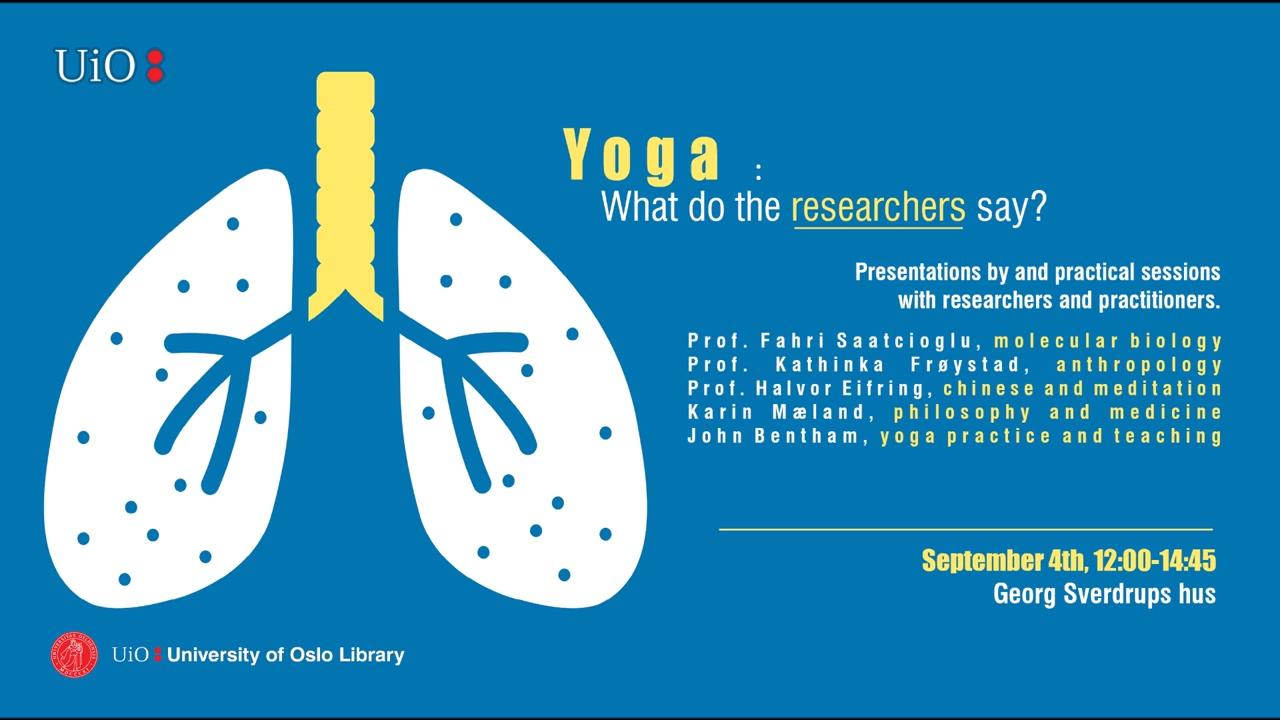 UiO:
Yoga :
What do the researchers say?
Presentations by and practical sessions
with researchers and practitioners.
Prof. Fahri Saatcioglu, molecular biology
Prof. Kathinka Frøystad, anthropology
Prof. Halvor Eifring, chinese and meditation
Karin Mæland, philosophy and medicine
John Bentham, yoga practice and teaching
September 4th, 12:00-14:45
Georg Sverdrups hus
UiO: University of Oslo Library